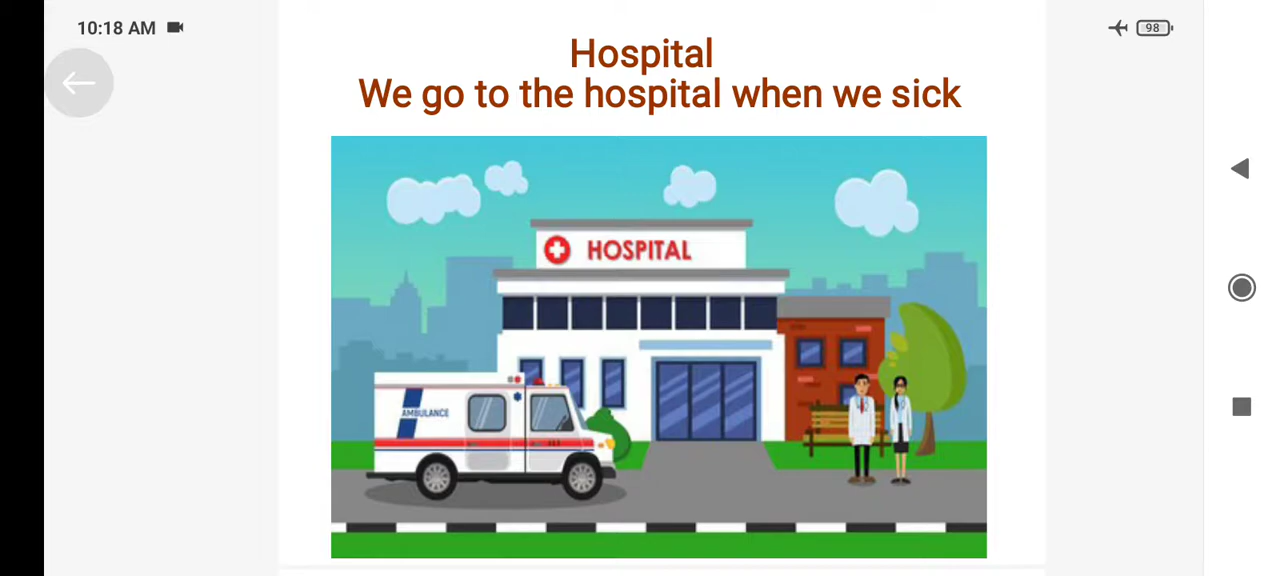 10:18 AM
98
Hospital
We go to the hospital when we sick
HOSPITAL
AMBULANCE